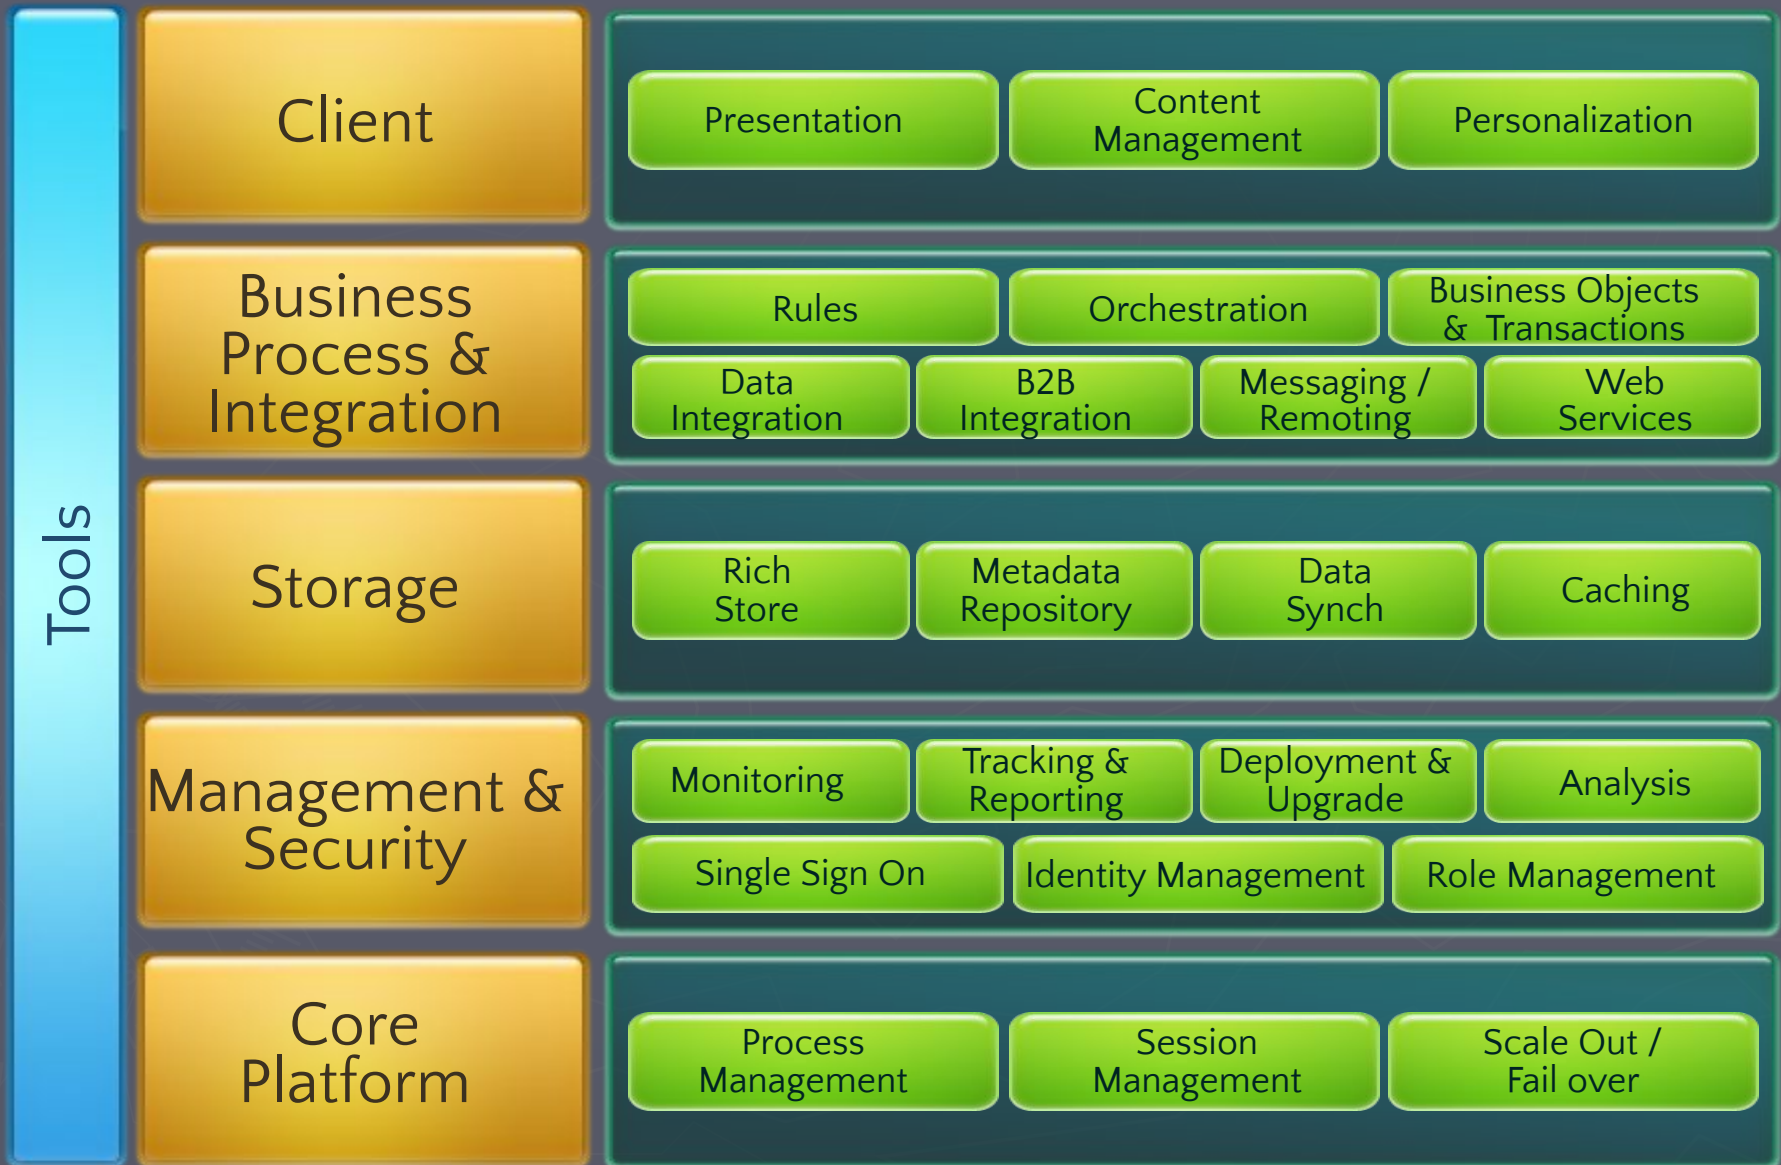 Tools
Client
Presentation
Content
Management
Personalization
Business
Process &
Integration
Rules
Orchestration
Business Objects
& Transactions
Data
Integration
B2B
Integration
Messaging /
Remoting
Web
Services
Storage
Rich
Store
Metadata
Repository
Data
Synch
Caching
Management &
Security
Monitoring
Tracking &
Reporting
Deployment &
Upgrade
Analysis
Single Sign On
Identity Management
Role Management
Core
Platform
Process
Management
Session
Management
Scale Out /
Fail over